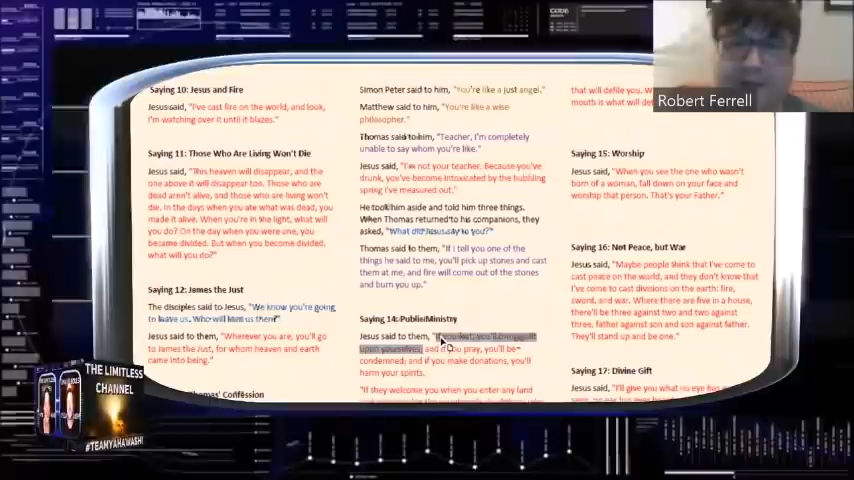 CODE
Robert Ferrell
Saying 10: Jesus and Fire
Jesus said, "I've cast fire on the world, and look,
I'm watching over it until it blazes."
Saying 11: Those Who Are Living Won't Die
Jesus said, "This heaven will disappear, and the
one above it will disappear too. Those who are
dead aren't alive, and those who are living won't
die. In the days when you ate what was dead, you
made it alive. When you're in the light, what will
you do? On the day when you were one, you
became divided. But when you become divided,
what will you do?"
Saying 12: James the Just
The disciples said to Jesus, "We know you're going
to leave us. Who will lead us then?"
Jesus said to them, "Wherever you are, you'll go
to James the Just, for whom heaven and earth
came into being."
Thomas' Confession
Simon Peter said to him, "You're like a just angel."
Matthew said to him, "You're like a wise
philosopher."
Thomas said to him, "Teacher, I'm completely
unable to say whom you're like."
Jesus said, "I'm not your teacher. Because you've
drunk, you've become intoxicated by the bubbling
spring I've measured out."
He took him aside and told him three things.
When Thomas returned to his companions, they
asked, "What did Jesus say to you?"
Thomas said to them, "If I tell you one of the
things he said to me, you'll pick up stones and cast
them at me, and fire will come out of the stones
and burn you up."
Saying 14: Public Ministry
Jesus said to them, "If you fast, you'll bring guilt
upon yourselves; and if you pray, you'll be
condemned; and if you make donations, you'll
harm your spirits.
"If they welcome you when you enter any land
that will defile you.
mouth is what will
Saying 15: Worship
Jesus said, "When you see the one who wasn't
born of a woman, fall down on your face and
worship that person. That's your Father."
Saying 16: Not Peace, but War
Jesus said, "Maybe people think that I've come to
cast peace on the world, and they don't know that
I've come to cast divisions on the earth: fire,
sword, and war. Where there are five in a house,
there'll be three against two and two against
three, father against son and son against father.
They'll stand up and be one."
Saying 17: Divine Gift
Jesus said, "I'll give you what no eye has
THE LIMITLESS
CHANNEL
#TEAMYAHAWASHI